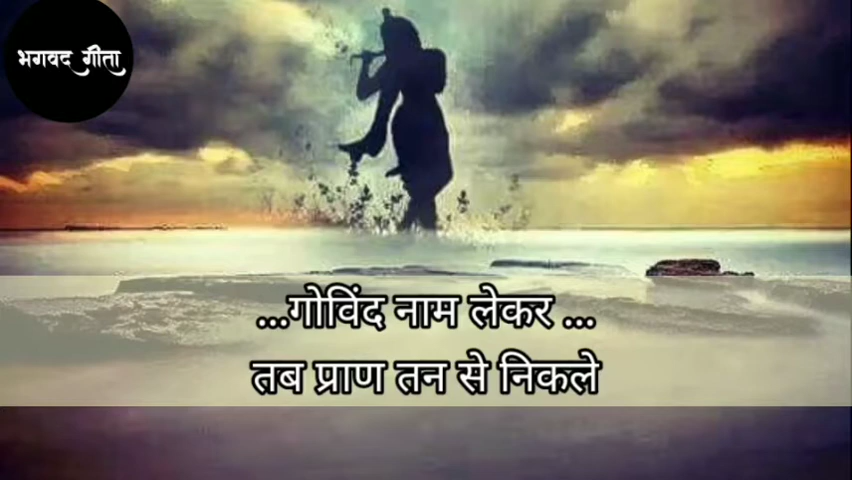 भगवद गीता
...गोविंद नाम लेकर ...
तब प्राण तन से निकले